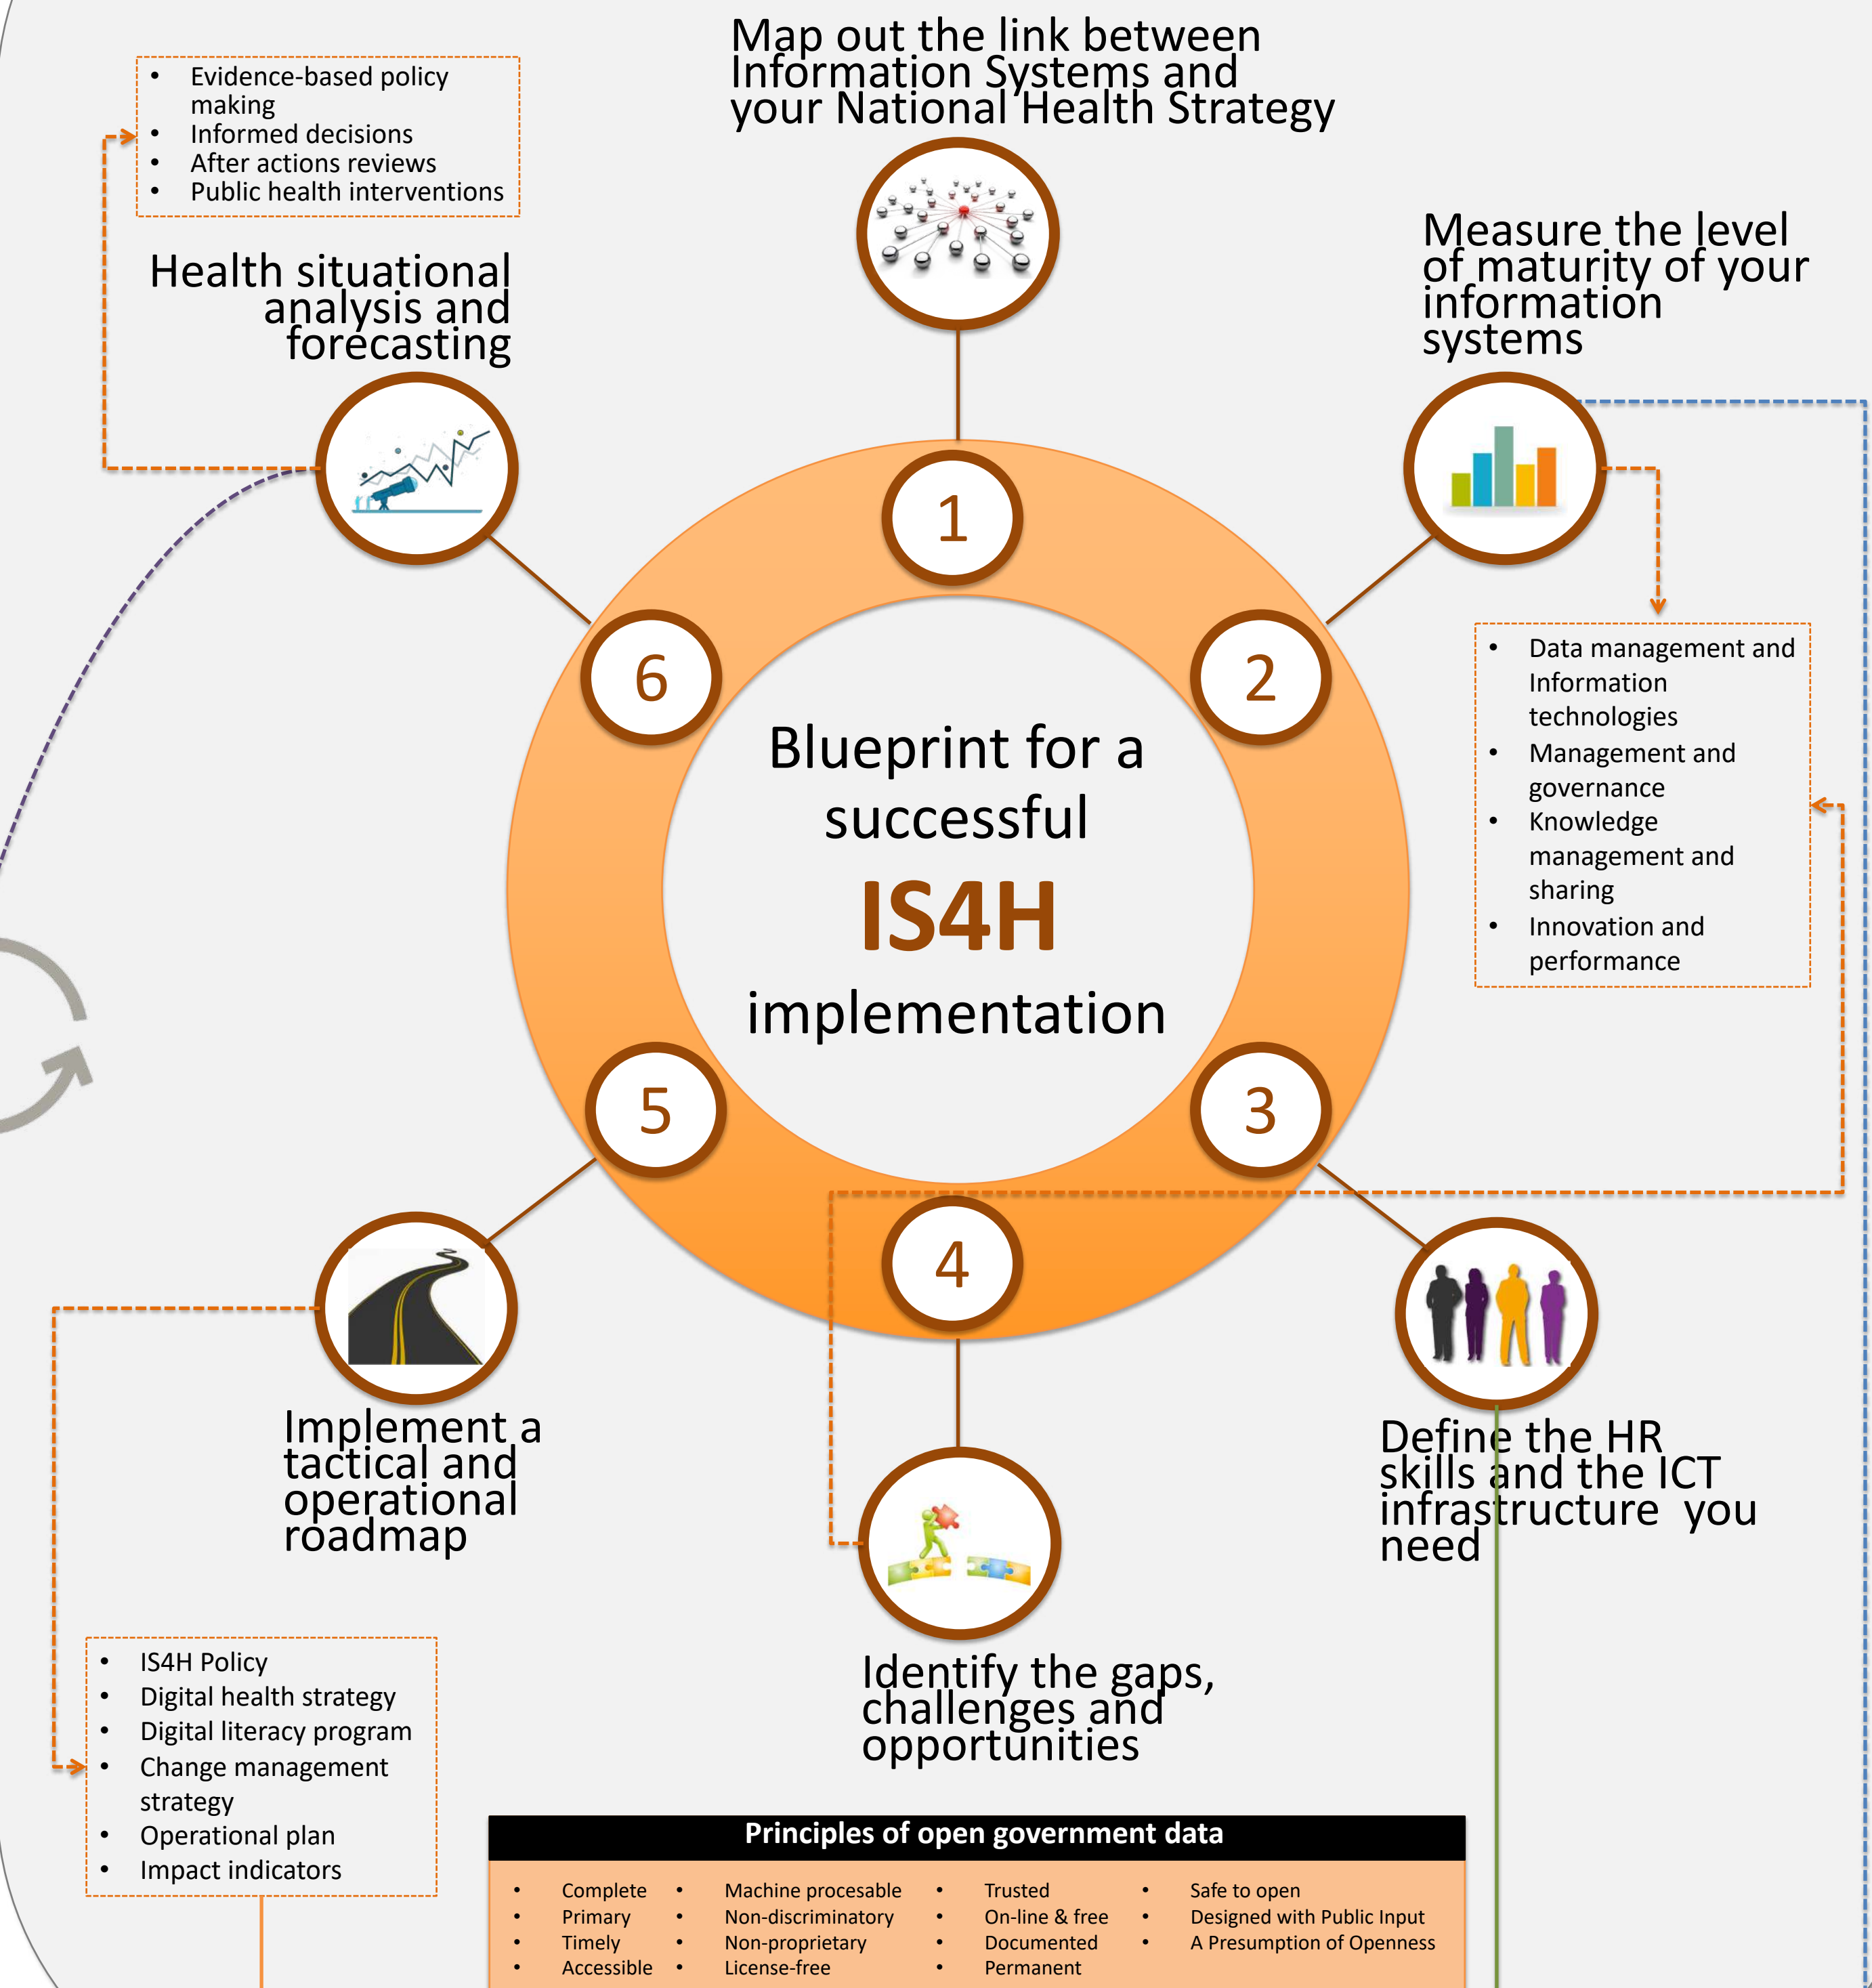 Map out the link between
Information Systems and
your National Health Strategy
• Evidence-based policy
making
• Informed decisions
• After actions reviews
• Public health interventions
Health situational
analysis and
forecasting
Measure the level
of maturity of your
information
systems
1
6
2
• Data management and
Information
technologies
• Management and
governance
• Knowledge
management and
sharing
• Innovation and
performance
Blueprint for a
successful
IS4H
implementation
5
3
4
Implement a
tactical and
operational
roadmap
Define the HR
skills and the ICT
infrastructure you
need
Identify the gaps,
challenges and
opportunities
• IS4H Policy
• Digital health strategy
• Digital literacy program
• Change management
strategy
• Operational plan
• Impact indicators
Principles of open government data
• Complete • Machine procesable • Trusted • Safe to open
• Primary • Non-discriminatory • On-line & free • Designed with Public Input
• Timely • Non-proprietary • Documented • A Presumption of Openness
• Accessible • License-free • Permanent